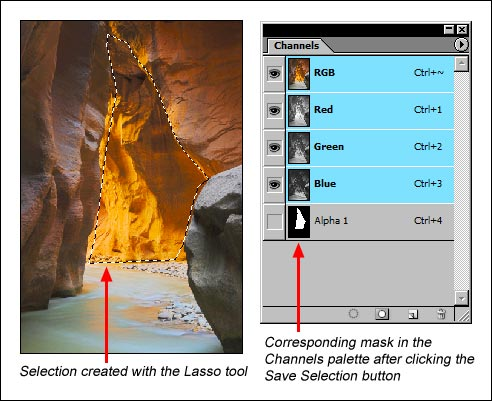 Channels
RGB Ctrl+~
Red Ctrl+1
Green Ctrl+2
Blue Ctrl+3
Alpha 1 Ctrl+4
Selection created with the Lasso tool
Corresponding mask in the
Channels palette after clicking the
Save Selection button